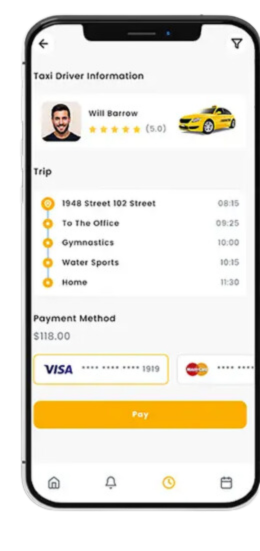 Taxi Driver Information
Will Barrow
(5.0)
Trip
1948 Street 102 Street 08:15
To The Office 09:25
Gymnastics 10:00
Water Sports 10:15
Home 11:30
Payment Method
$118.00
VISA **** **** **** 1919
MasterCard **** ****
Pay